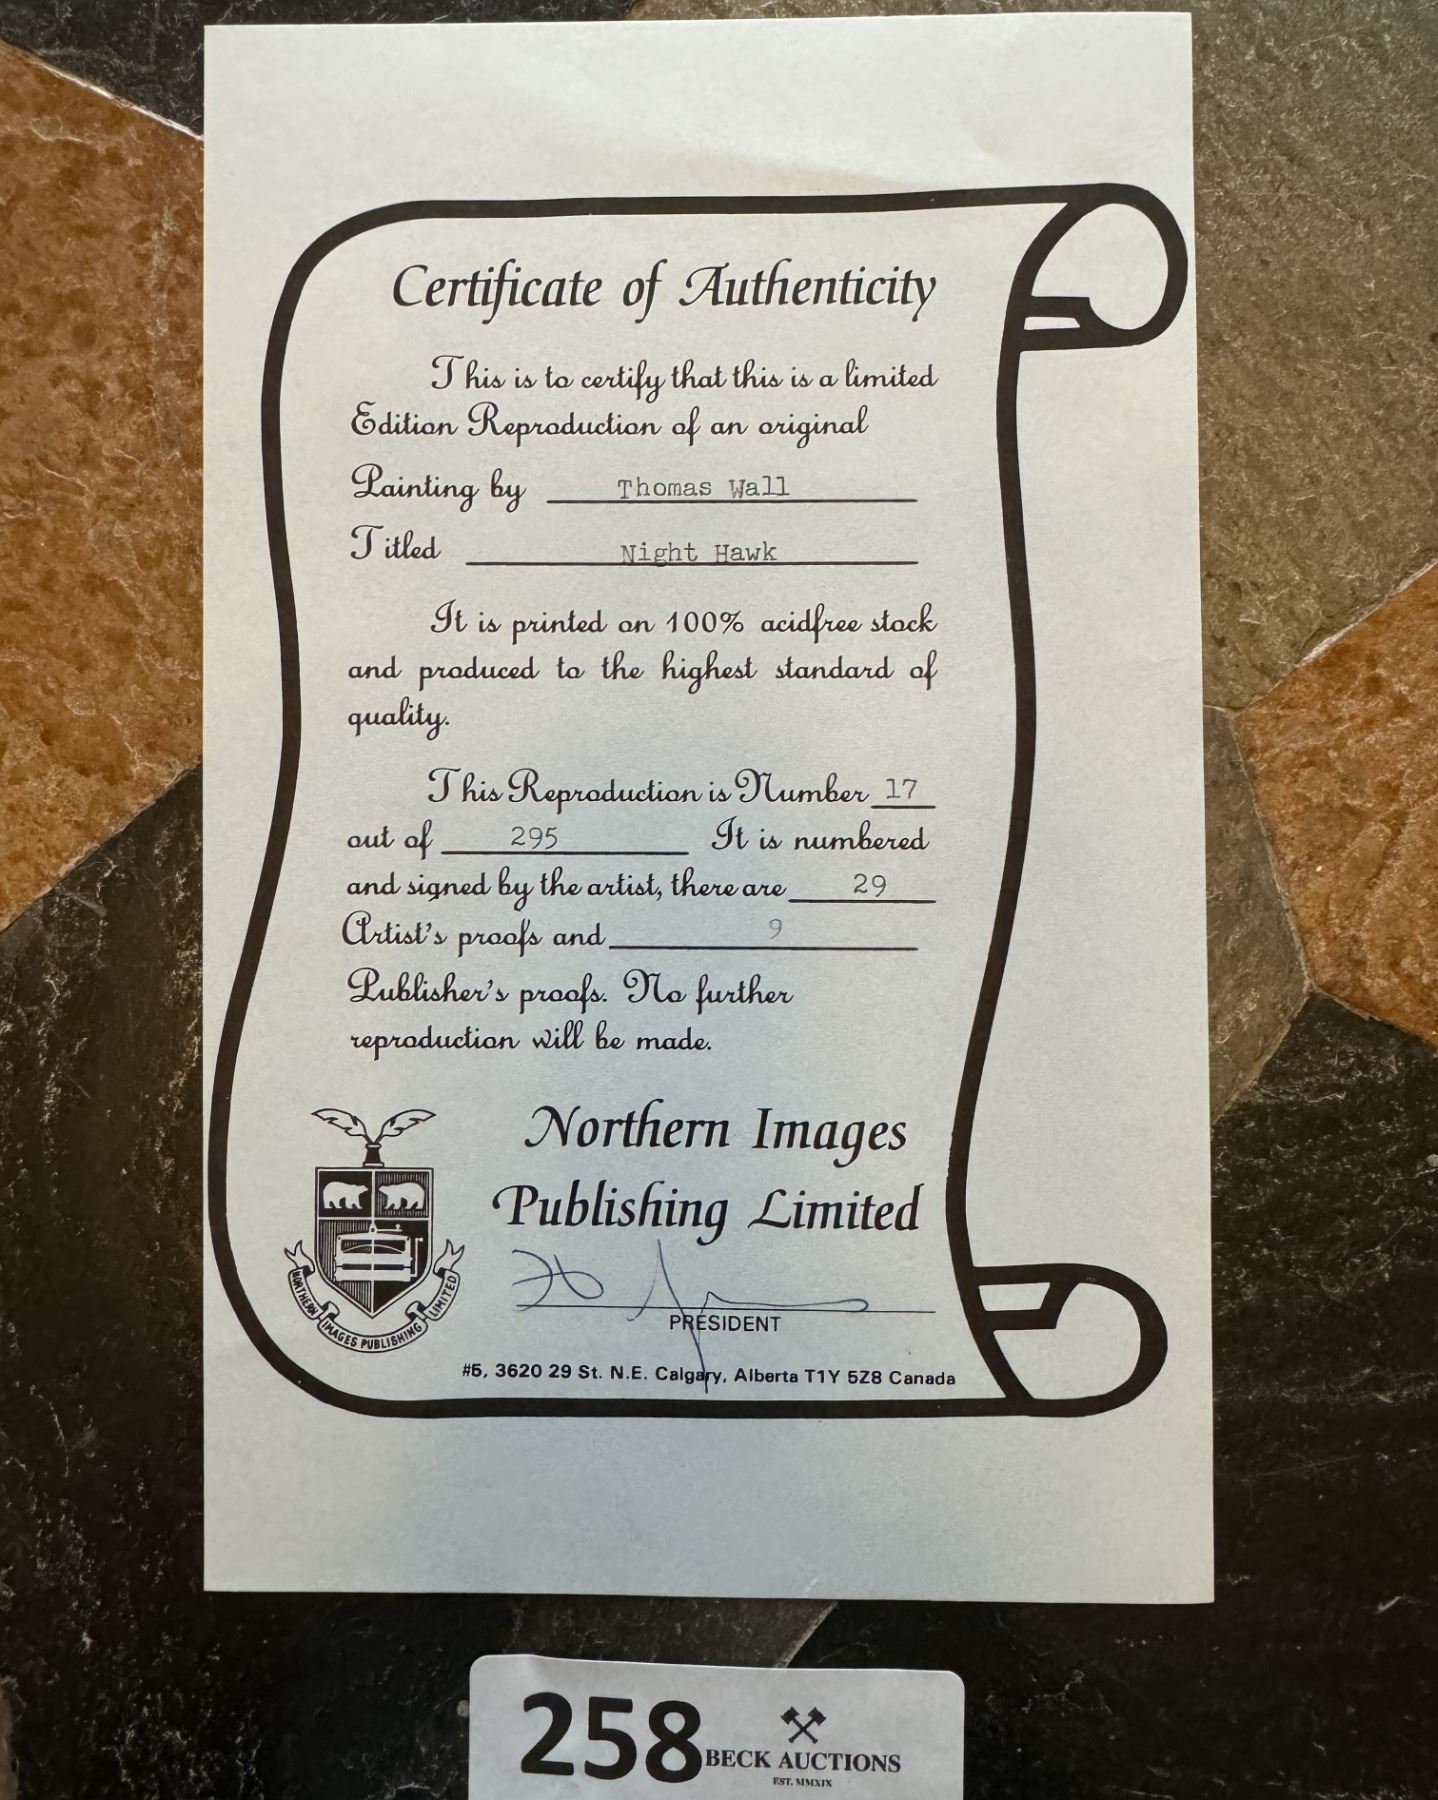 Certificate of Authenticity
This is to certify that this is a limited
Edition Reproduction of an original
Painting by Thomas Wall
Titled Night Hawk
It is printed on 100% acidfree stock
and produced to the highest standard of
quality.
This Reproduction is Number 17
out of 295 It is numbered
and signed by the artist, there are 29
Artist's proofs and 9
Publisher's proofs. No further
reproduction will be made.
Northern Images
Publishing Limited
NORTHERN IMAGES PUBLISHING LIMITED
PRESIDENT
#5, 3620 29 St. N.E. Calgary, Alberta T1Y 5Z8 Canada
258 BECK AUCTIONS
EST. MMXIX